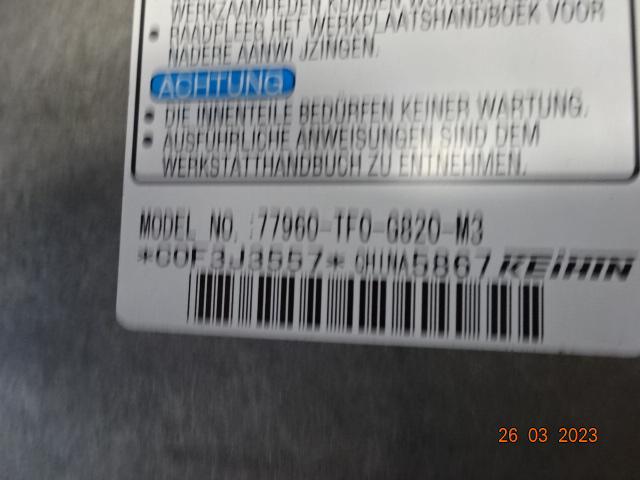 WERKZAAMHEDEN KUNNEN
• RAADPLEEG HET WERKPLAATSHANDBOEK VOOR
NADERE AANWIJZINGEN.
ACHTUNG
• DIE INNENTEILE BEDÜRFEN KEINER WARTUNG.
• AUSFÜHRLICHE ANWEISUNGEN SIND DEM
WERKSTATTHANDBUCH ZU ENTNEHMEN.
MODEL NO. :77960-TF0-G820-M3
*C0F3J3557* CHINA5867 KEIHIN
26 03 2023